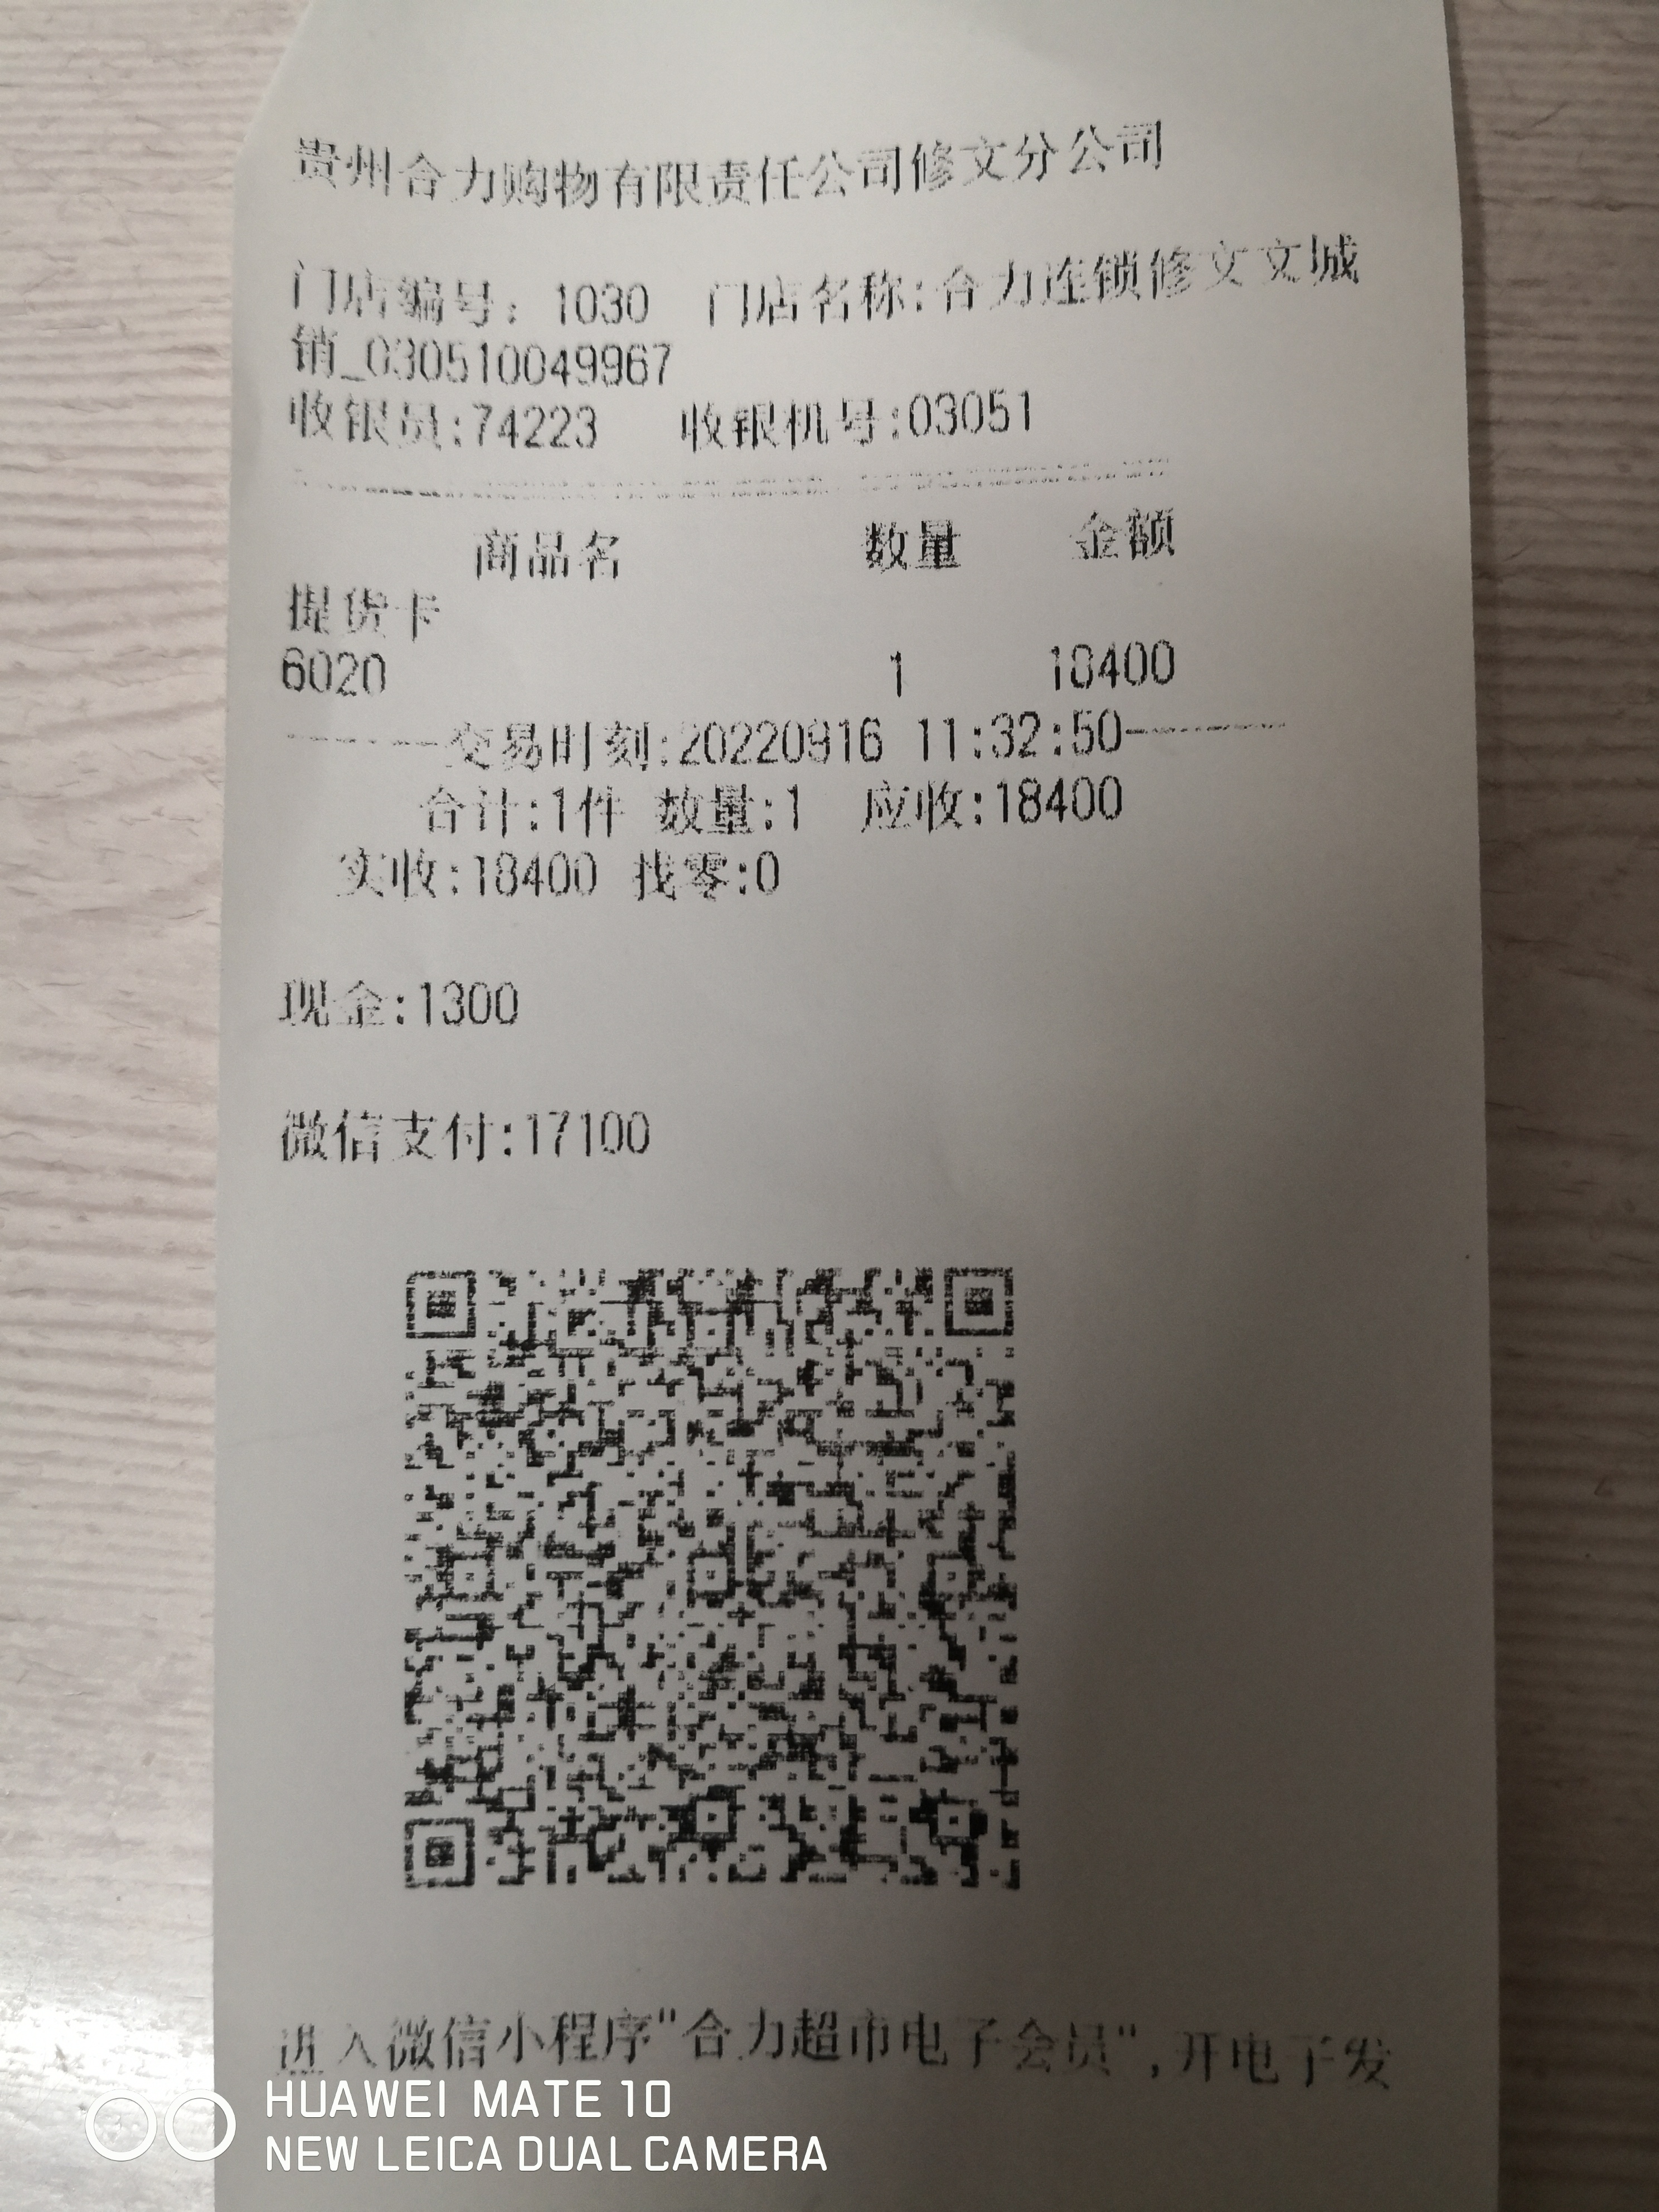 贵州合力购物有限责任公司修文分公司
门店编号：1030 门店名称:合力连锁修文文城
销_030510049967
收银员:74223 收银机号:03051
商品名 数量 金额
提货卡
6020 1 18400
--------交易时刻:20220916 11:32:50--------
合计:1件 数量:1 应收:18400
实收:18400 找零:0
现金:1300
微信支付:17100
进入微信小程序"合力超市电子会员",开电子发
HUAWEI MATE 10
NEW LEICA DUAL CAMERA